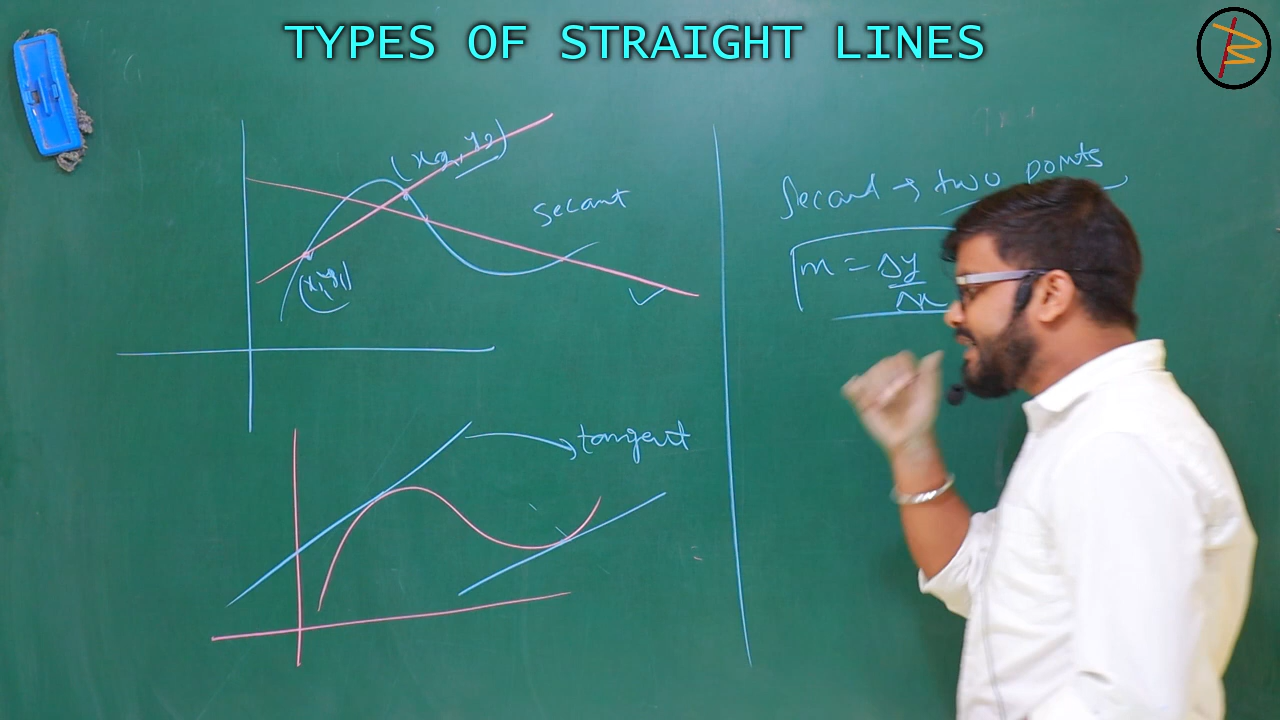 TYPES OF STRAIGHT LINES
(x2, y2)
secant
(x1, y1)
tangent
Secant → two points
m = Δy
Δx